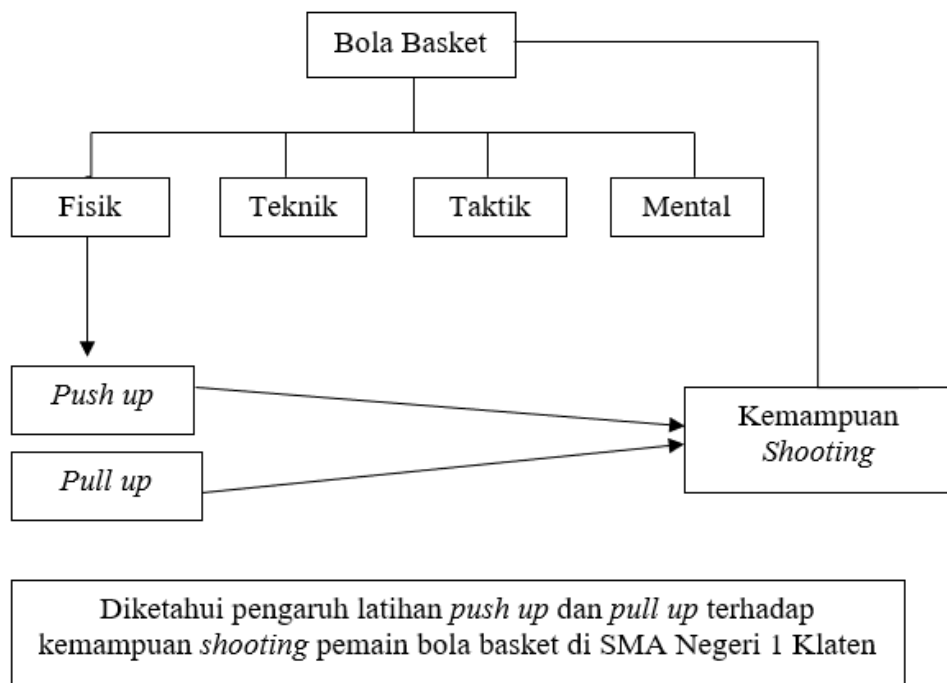 Bola Basket
Fisik
Teknik
Taktik
Mental
Push up
Pull up
Kemampuan
Shooting
Diketahui pengaruh latihan push up dan pull up terhadap
kemampuan shooting pemain bola basket di SMA Negeri 1 Klaten